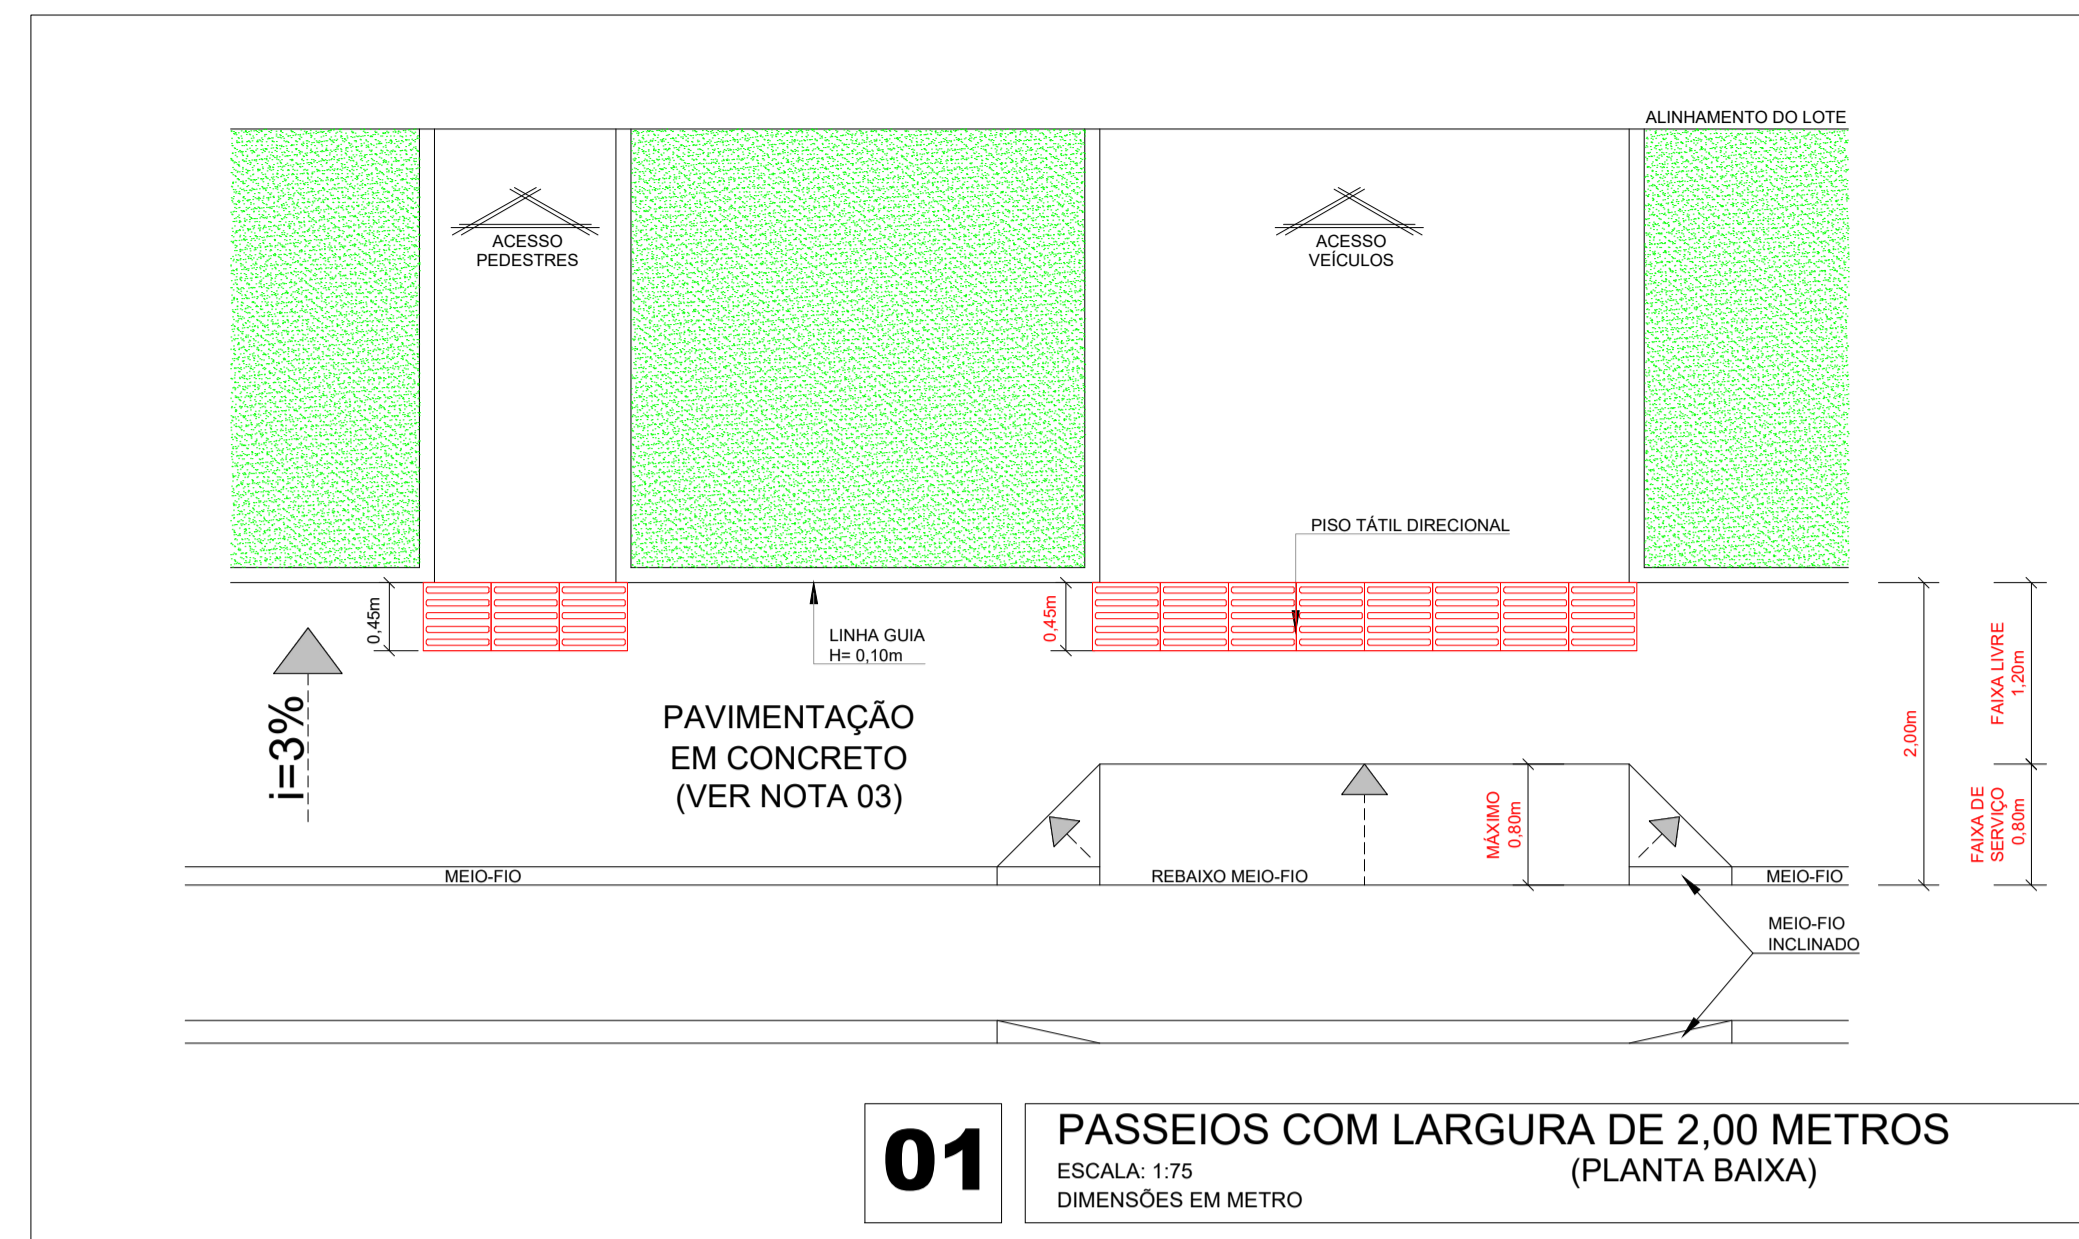 ALINHAMENTO DO LOTE
ACESSO
PEDESTRES
ACESSO
VEÍCULOS
PISO TÁTIL DIRECIONAL
0,45m
LINHA GUIA
H= 0,10m
0,45m
i=3%
PAVIMENTAÇÃO
EM CONCRETO
(VER NOTA 03)
MÁXIMO
0,80m
2,00m
FAIXA LIVRE
1,20m
FAIXA DE
SERVIÇO
0,80m
MEIO-FIO
REBAIXO MEIO-FIO
MEIO-FIO
MEIO-FIO
INCLINADO
01
PASSEIOS COM LARGURA DE 2,00 METROS
(PLANTA BAIXA)
ESCALA: 1:75
DIMENSÕES EM METRO